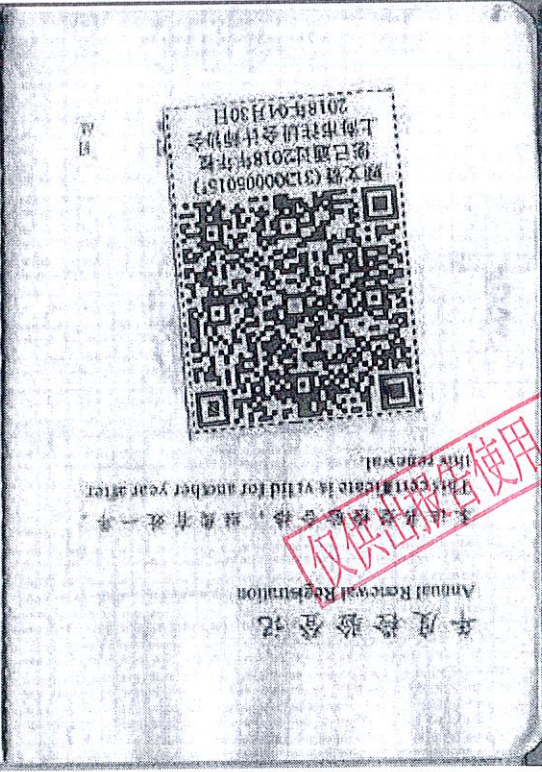 年度检验登记
Annual Renewal Registration
本证书经检验合格，继续有效一年。
This certificate is valid for another year after
this renewal.
仅供出报告使用
您已通过2018年年检
上海市注册会计师协会
2018年04月30日